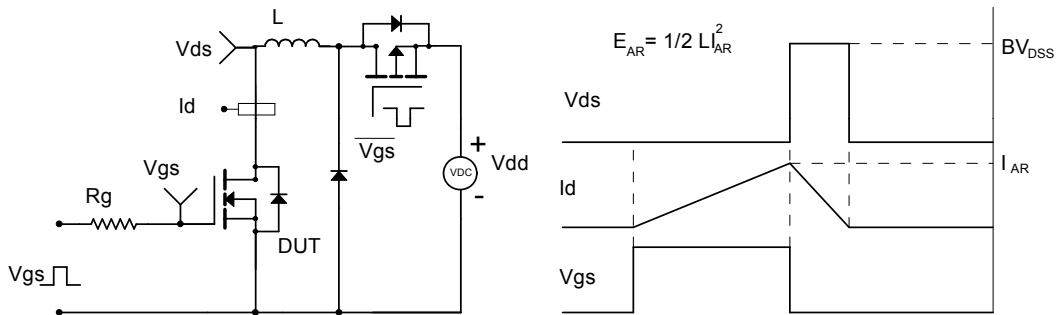 L
Vds
Id
Vgs
Vgs
+
Vdd
VDC
-
Vgs
Rg
DUT
Vgs
E_AR = 1/2 LI_AR^2
BV_DSS
Vds
I_AR
Id
Vgs